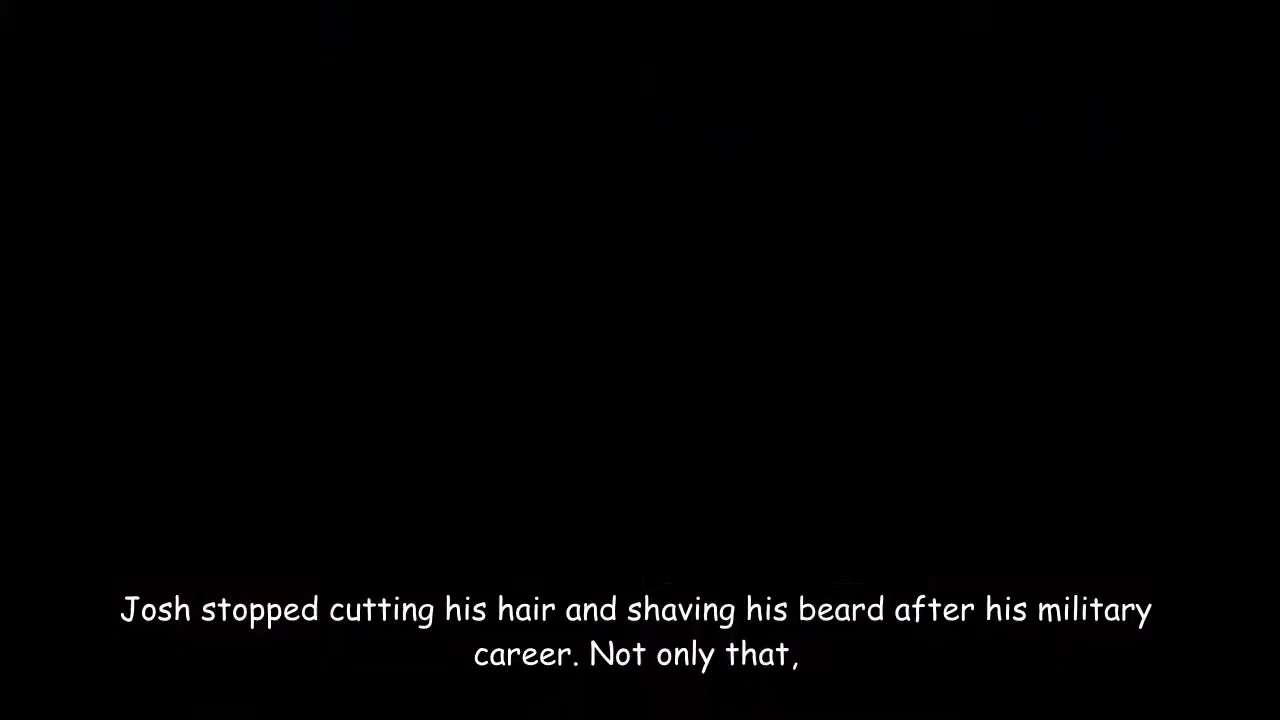 Josh stopped cutting his hair and shaving his beard after his military
career. Not only that,